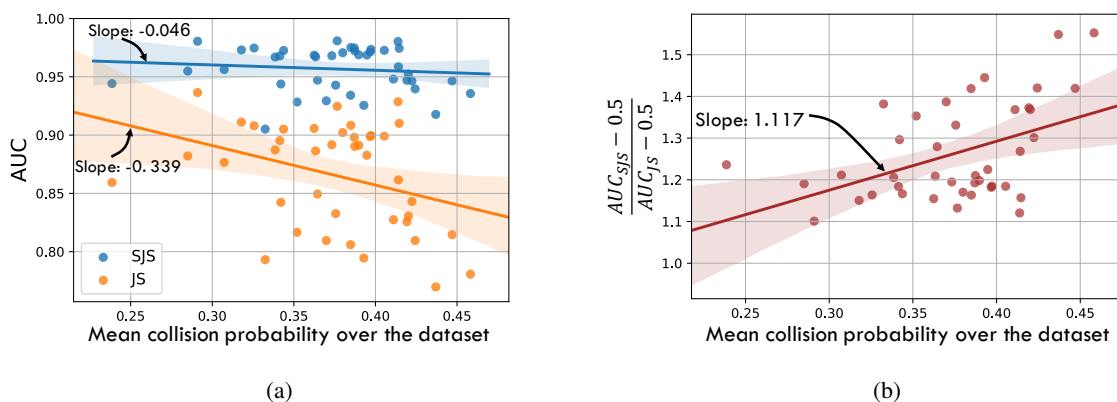 1.00
0.95
0.90
0.85
0.80
AUC
Slope: -0.046
Slope: -0.339
SJS
JS
0.25 0.30 0.35 0.40 0.45
Mean collision probability over the dataset
(a)
1.5
1.4
1.3
1.2
1.1
1.0
AUC_SJS − 0.5
AUC_JS − 0.5
Slope: 1.117
0.25 0.30 0.35 0.40 0.45
Mean collision probability over the dataset
(b)